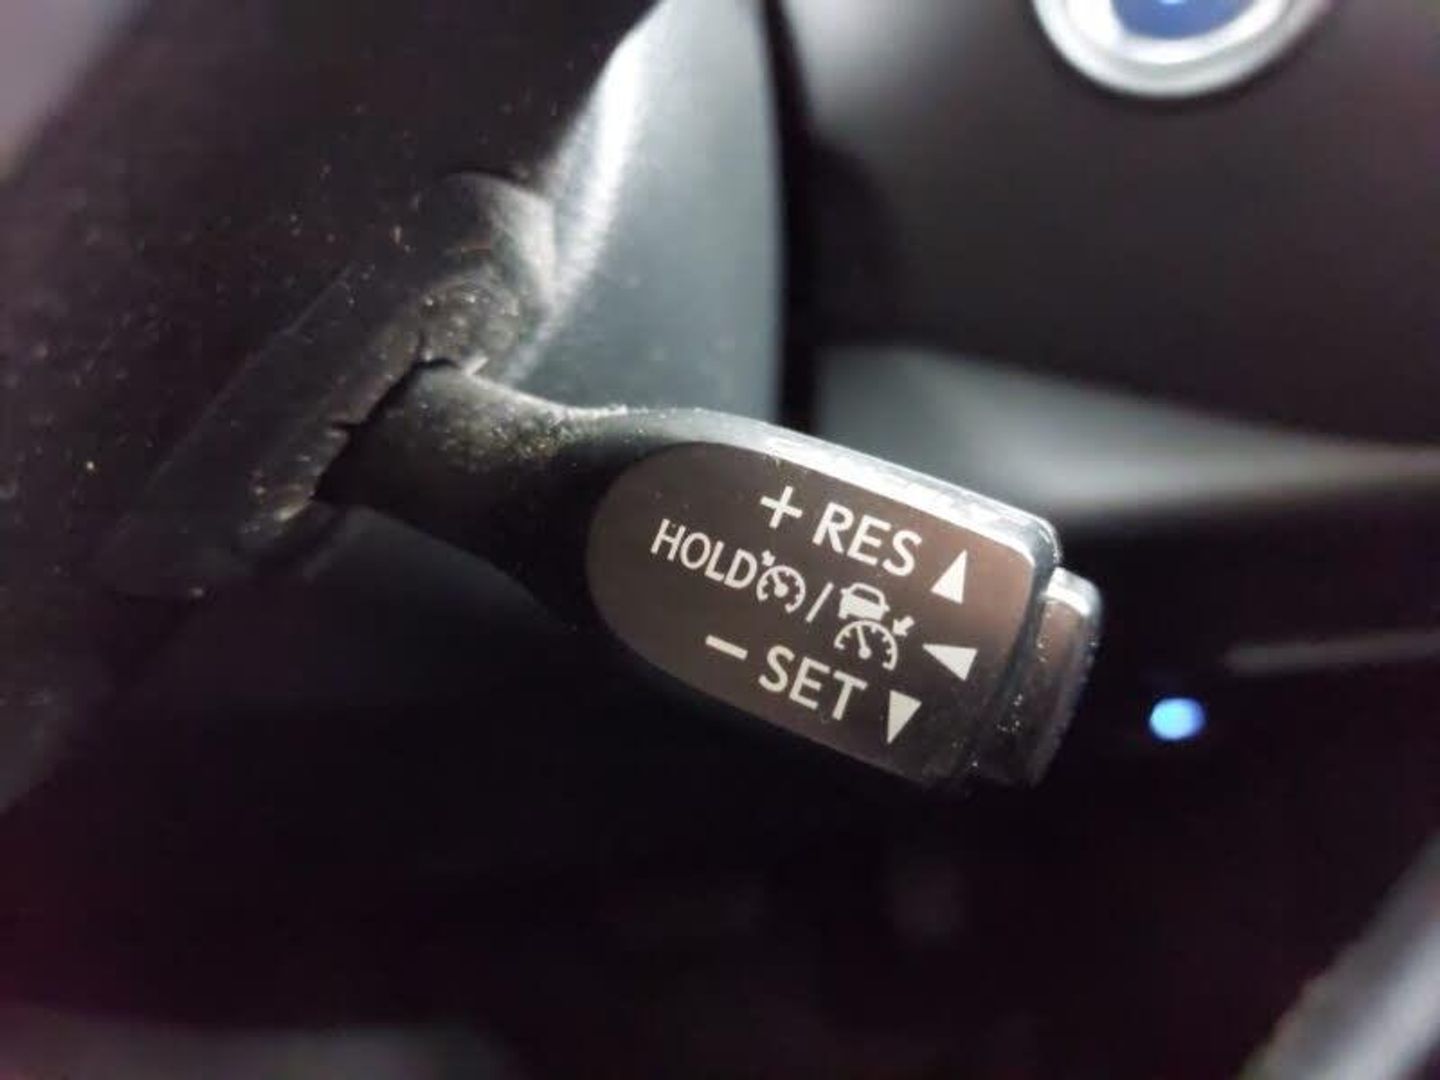 + RES ▲
HOLD / ◀
- SET ▼